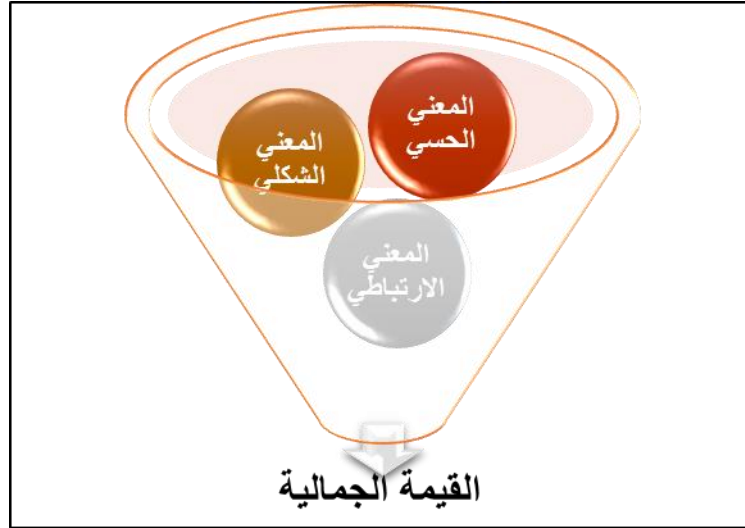 المعني
الحسي
المعني
الشكلي
المعني
الارتباطي
القيمة الجمالية